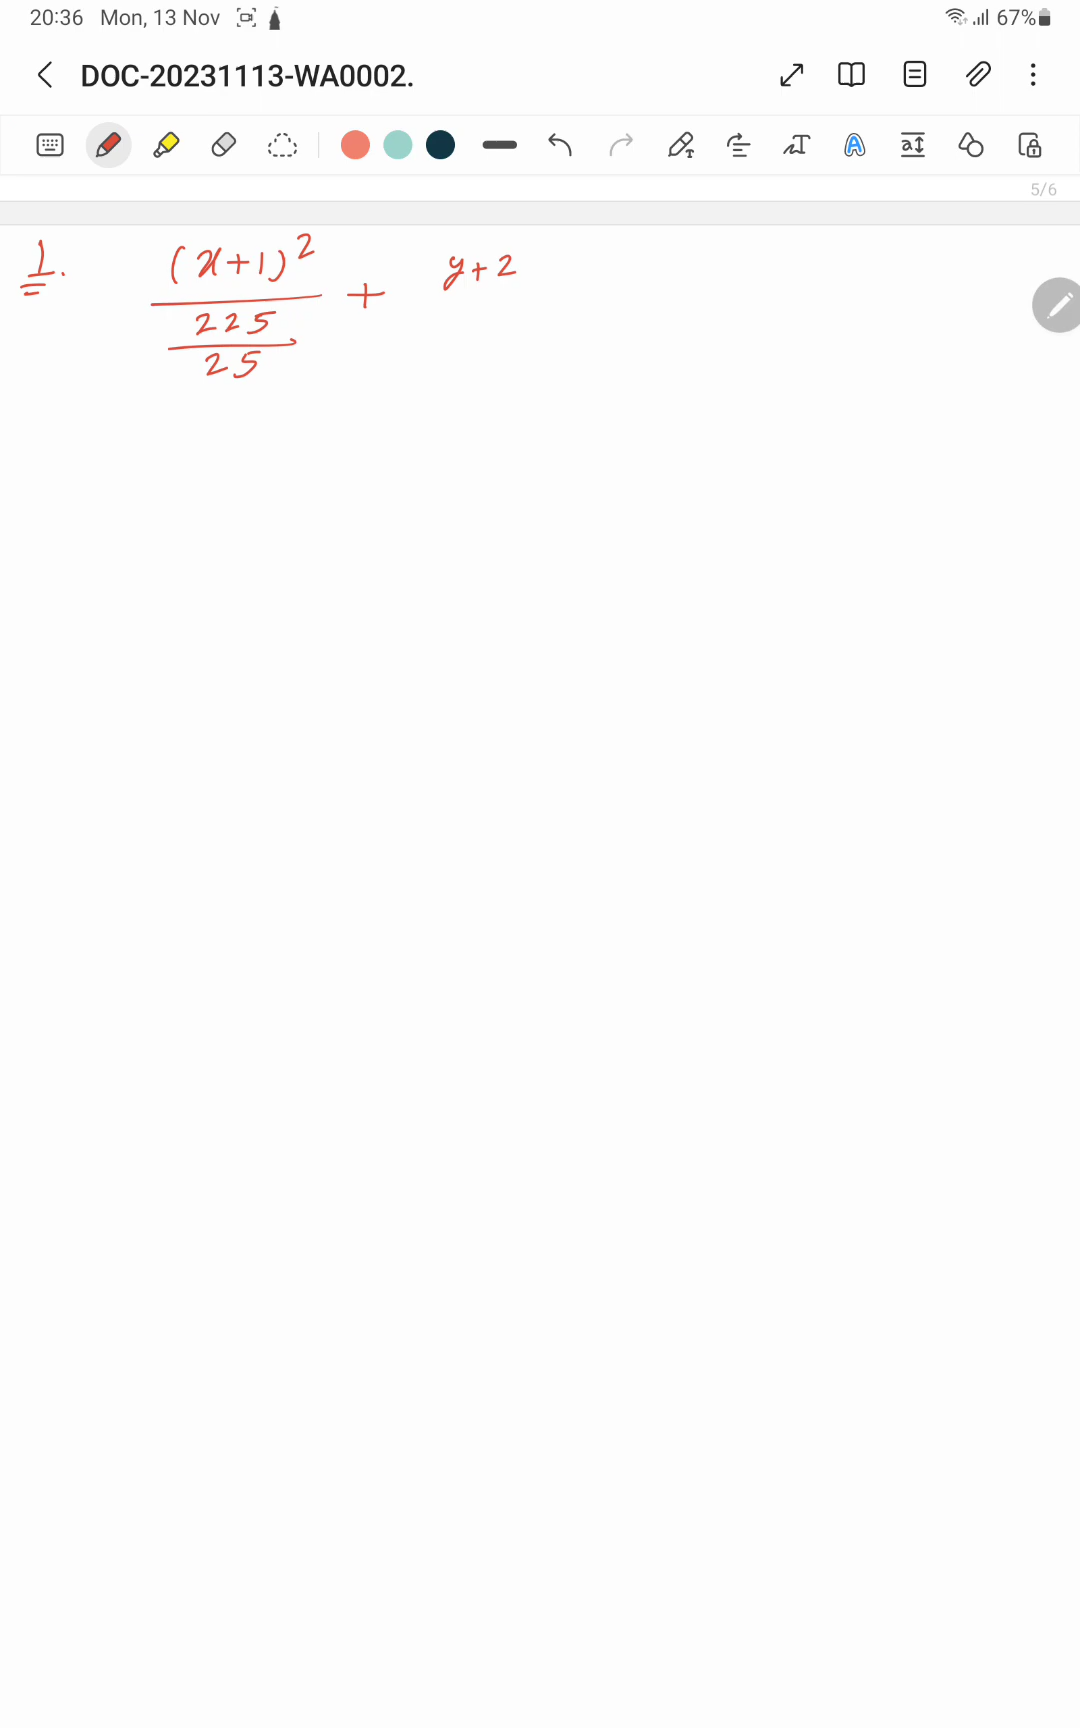 20:36 Mon, 13 Nov 67%
DOC-20231113-WA0002.
5/6
1. (x+1)²
+ y+2
225
25